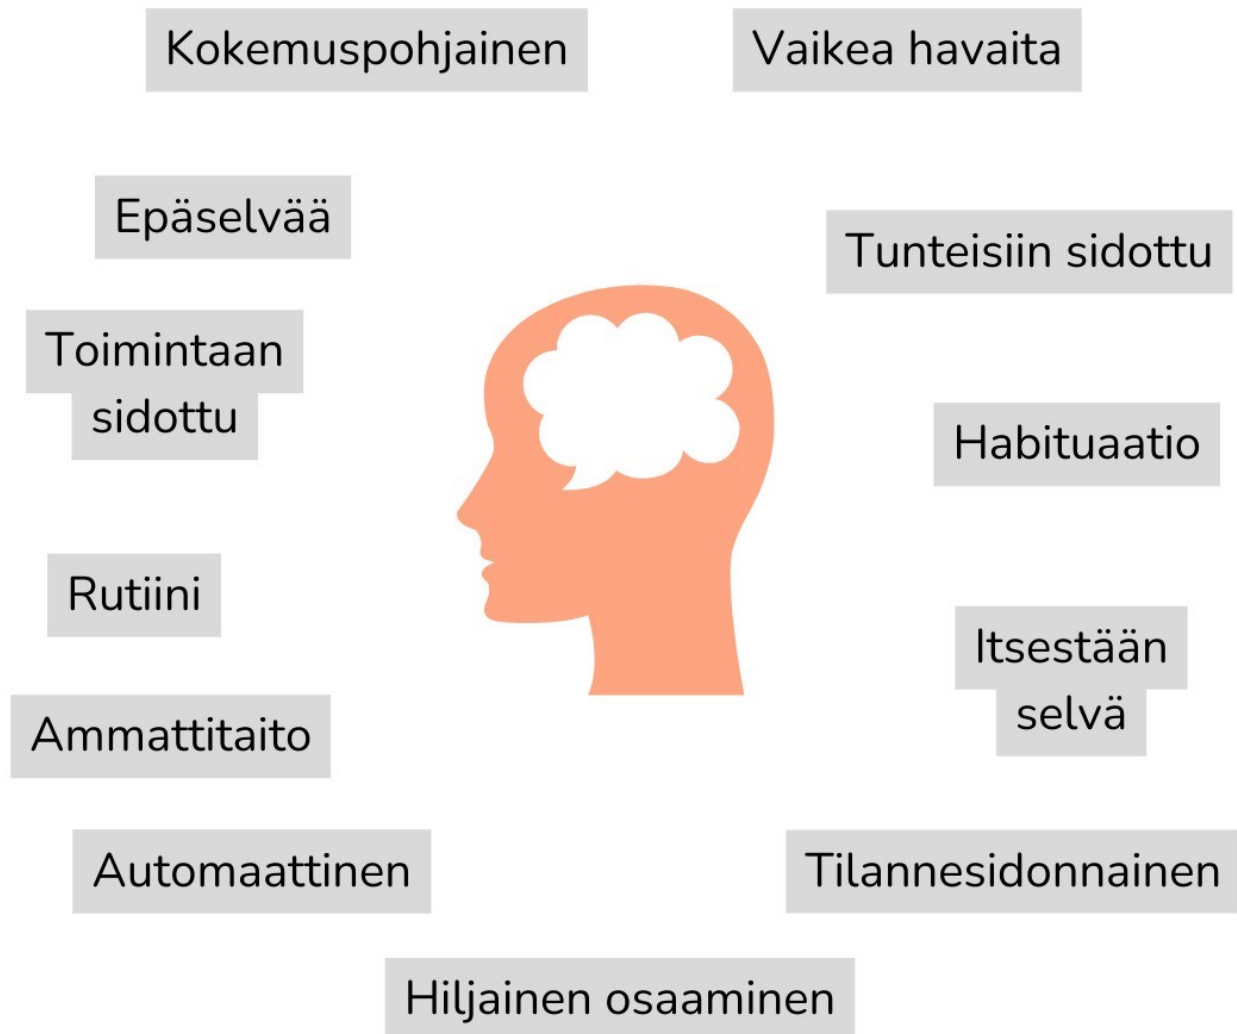 Kokemuspohjainen
Vaikea havaita
Epäselvää
Tunteisiin sidottu
Toimintaan
sidottu
Habituaatio
Rutiini
Itsestään
selvä
Ammattitaito
Automaattinen
Tilannesidonnainen
Hiljainen osaaminen